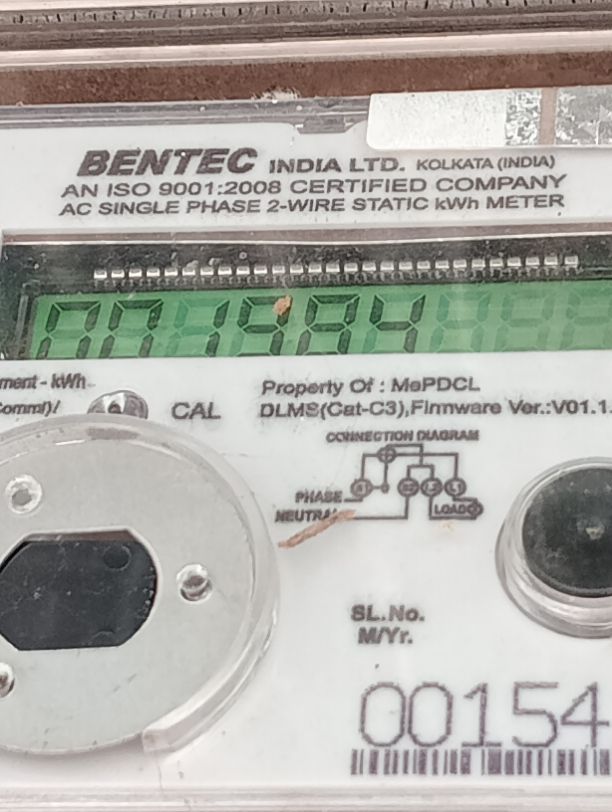 BENTEC INDIA LTD. KOLKATA (INDIA)
AN ISO 9001:2008 CERTIFIED COMPANY
AC SINGLE PHASE 2-WIRE STATIC kWh METER
ment - kWh
Comml)/
CAL
Property Of : MePDCL
DLMS(Cat-C3),Firmware Ver.:V01.1.
CONNECTION DIAGRAM
PHASE
NEUTRAL
LOAD
SL.No.
M/Yr.
00154